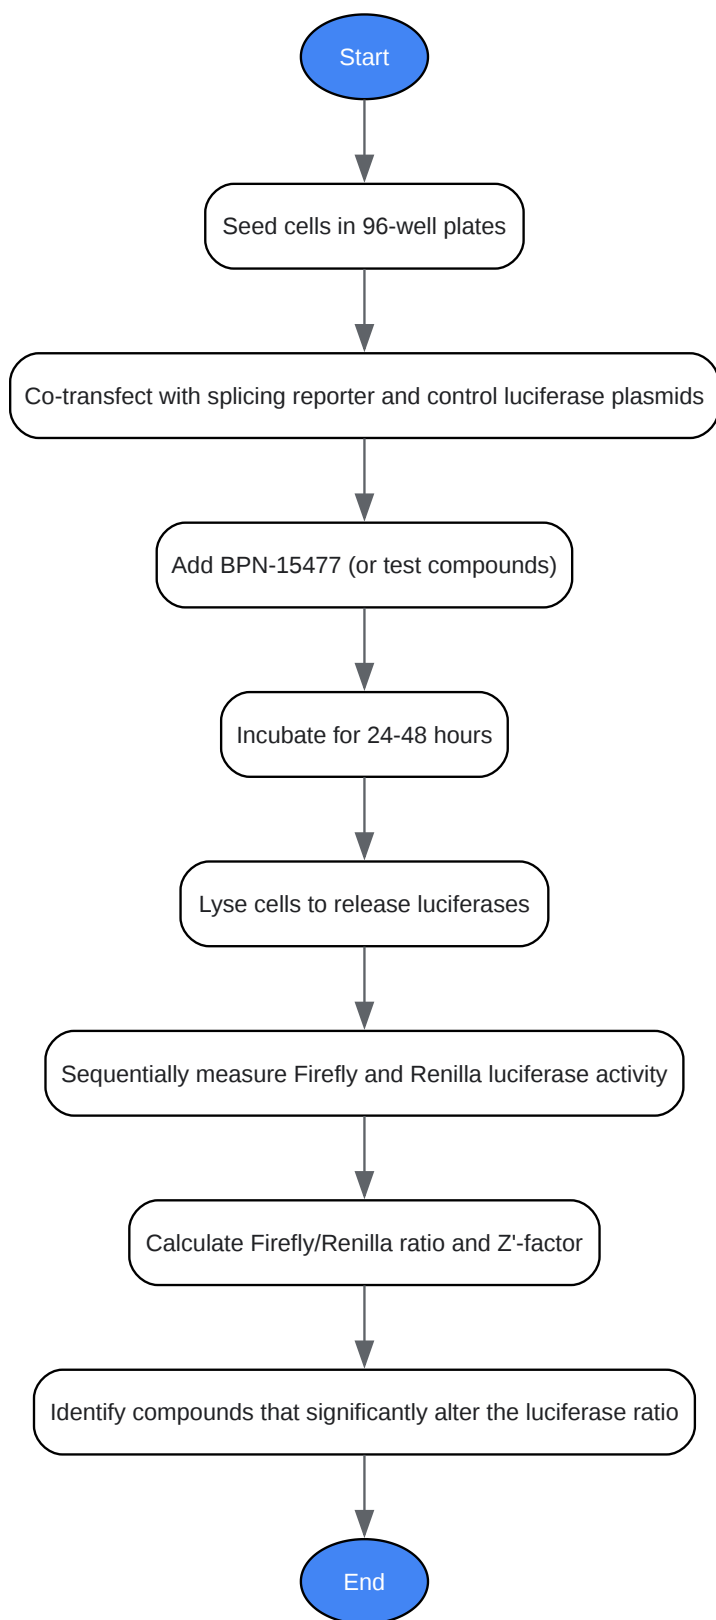 Start
Seed cells in 96-well plates
Co-transfect with splicing reporter and control luciferase plasmids
Add BPN-15477 (or test compounds)
Incubate for 24-48 hours
Lyse cells to release luciferases
Sequentially measure Firefly and Renilla luciferase activity
Calculate Firefly/Renilla ratio and Z'-factor
Identify compounds that significantly alter the luciferase ratio
End